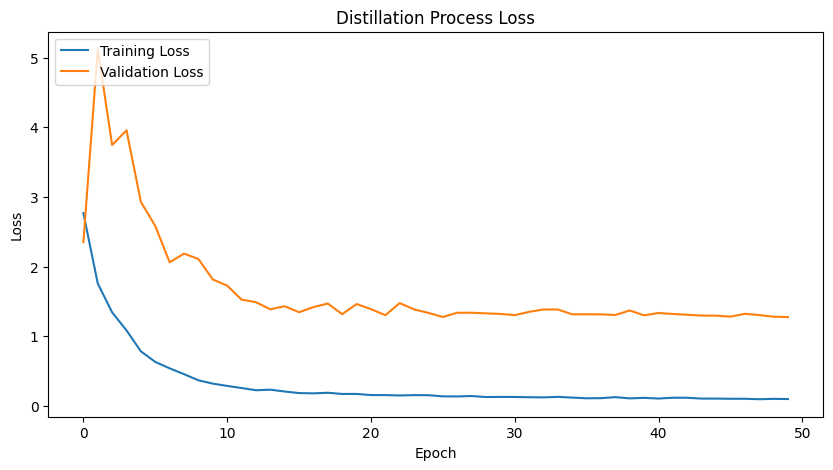 Distillation Process Loss
Training Loss
Validation Loss
5
4
3
2
1
0
Loss
0 10 20 30 40 50
Epoch